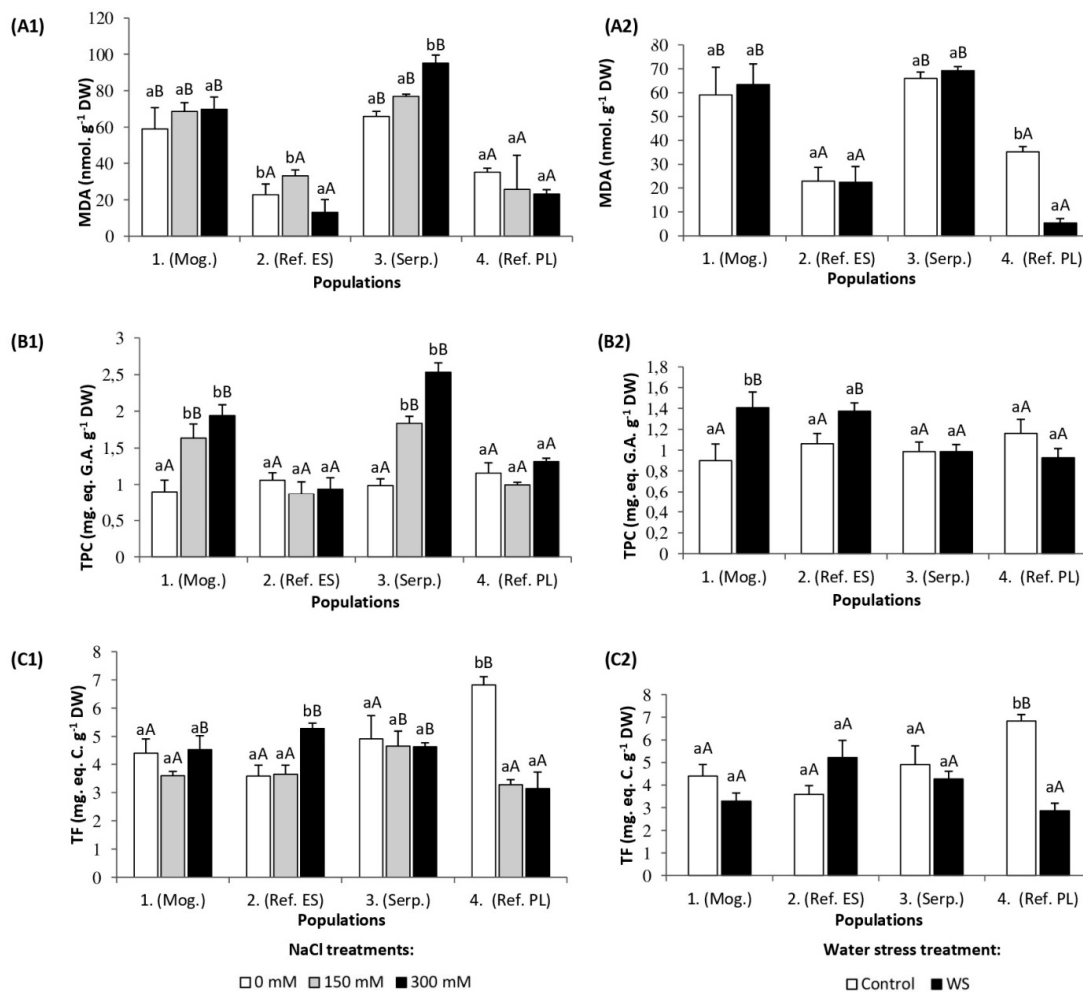 (A1)
MDA (nmol. g-1 DW)
120
100
80
60
40
20
0
aB aB aB
bA bA aA
aB aB bB
aA aA aA
1. (Mog.) 2. (Ref. ES) 3. (Serp.) 4. (Ref. PL)
Populations
(A2)
MDA (nmol. g-1 DW)
80
70
60
50
40
30
20
10
0
aB aB
aA aA
aB aB
bA aA
1. (Mog.) 2. (Ref. ES) 3. (Serp.) 4. (Ref. PL)
Populations
(B1)
TPC (mg. eq. G.A. g-1 DW)
3
2,5
2
1,5
1
0,5
0
aA bB bB
aA aA aA
aA bB bB
aA aA aA
1. (Mog.) 2. (Ref. ES) 3. (Serp.) 4. (Ref. PL)
Populations
(B2)
TPC (mg. eq. G.A. g-1 DW)
1,8
1,6
1,4
1,2
1
0,8
0,6
0,4
0,2
0
aA bB
aA aB
aA aA
aA aA
1. (Mog.) 2. (Ref. ES) 3. (Serp.) 4. (Ref. PL)
Populations
(C1)
TF (mg. eq. C. g-1 DW)
8
7
6
5
4
3
2
1
0
aA aA aB
aA aA bB
aA aB aB
bB aA aA
1. (Mog.) 2. (Ref. ES) 3. (Serp.) 4. (Ref. PL)
Populations
NaCl treatments:
0 mM 150 mM 300 mM
(C2)
TF (mg. eq. C. g-1 DW)
8
7
6
5
4
3
2
1
0
aA aA
aA aA
aA aA
bB aA
1. (Mog.) 2. (Ref. ES) 3. (Serp.) 4. (Ref. PL)
Populations
Water stress treatment:
Control WS